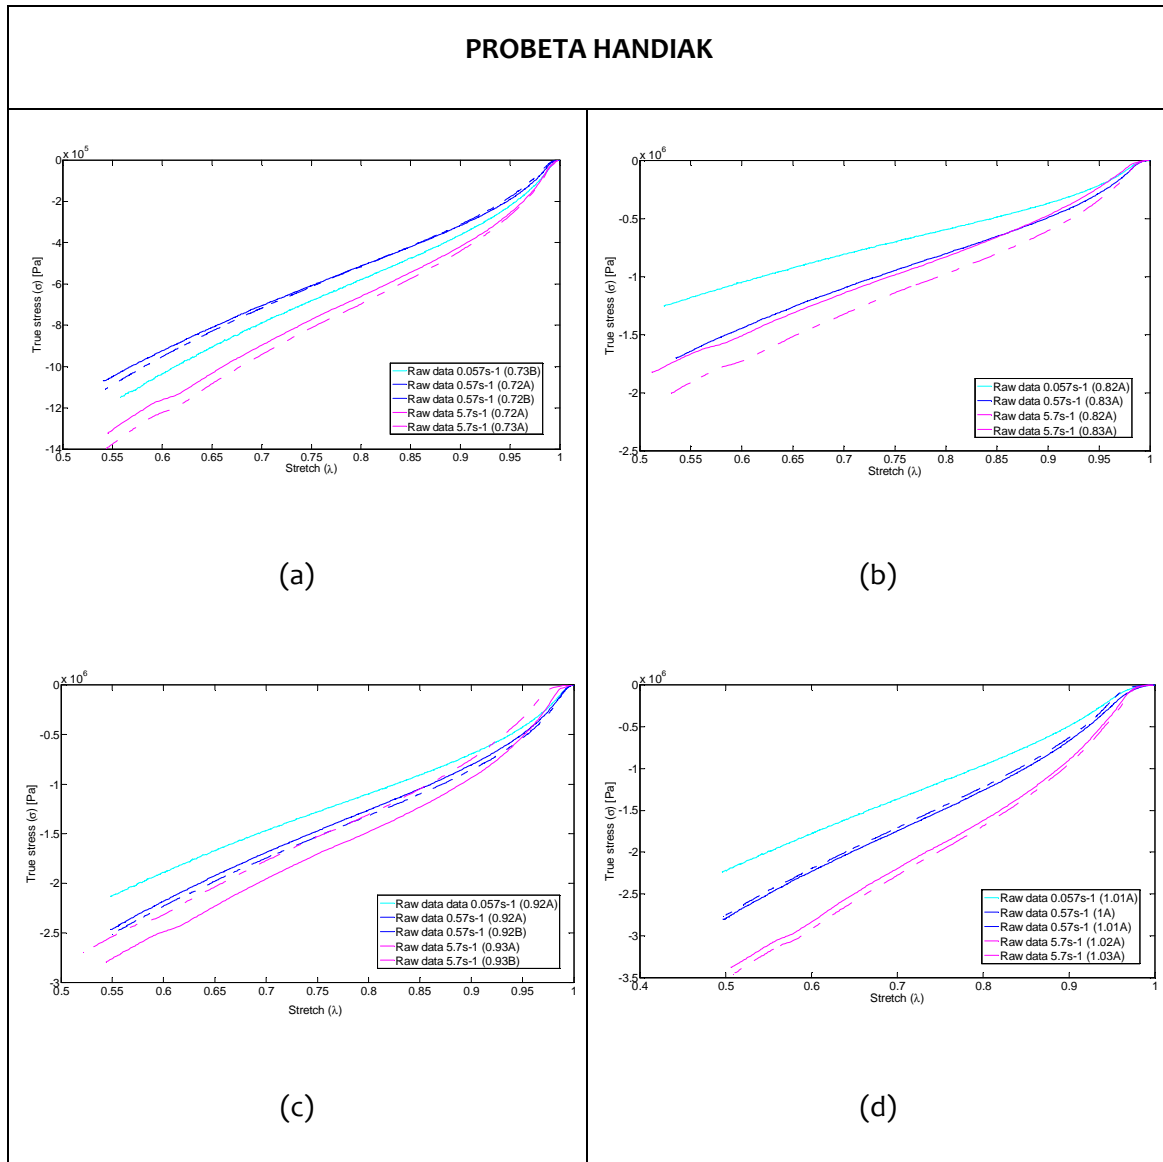 PROBETA HANDIAK
x 10^5
0
-2
-4
-6
-8
-10
-12
-14
True stress (σ) [Pa]
0.5 0.55 0.6 0.65 0.7 0.75 0.8 0.85 0.9 0.95 1
Stretch (λ)
Raw data 0.057s-1 (0.73B)
Raw data 0.57s-1 (0.72A)
Raw data 0.57s-1 (0.72B)
Raw data 5.7s-1 (0.72A)
Raw data 5.7s-1 (0.73A)
(a)
x 10^6
0
-0.5
-1
-1.5
-2
-2.5
True stress (σ) [Pa]
0.5 0.55 0.6 0.65 0.7 0.75 0.8 0.85 0.9 0.95 1
Stretch (λ)
Raw data 0.057s-1 (0.82A)
Raw data 0.57s-1 (0.83A)
Raw data 5.7s-1 (0.82A)
Raw data 5.7s-1 (0.83A)
(b)
x 10^6
0
-0.5
-1
-1.5
-2
-2.5
-3
True stress (σ) [Pa]
0.5 0.55 0.6 0.65 0.7 0.75 0.8 0.85 0.9 0.95 1
Stretch (λ)
Raw data data 0.057s-1 (0.92A)
Raw data 0.57s-1 (0.92A)
Raw data 0.57s-1 (0.92B)
Raw data 5.7s-1 (0.93A)
Raw data 5.7s-1 (0.93B)
(c)
x 10^6
0
-0.5
-1
-1.5
-2
-2.5
-3
-3.5
True stress (σ) [Pa]
0.4 0.5 0.6 0.7 0.8 0.9 1
Stretch (λ)
Raw data 0.057s-1 (1.01A)
Raw data 0.57s-1 (1A)
Raw data 0.57s-1 (1.01A)
Raw data 5.7s-1 (1.02A)
Raw data 5.7s-1 (1.03A)
(d)